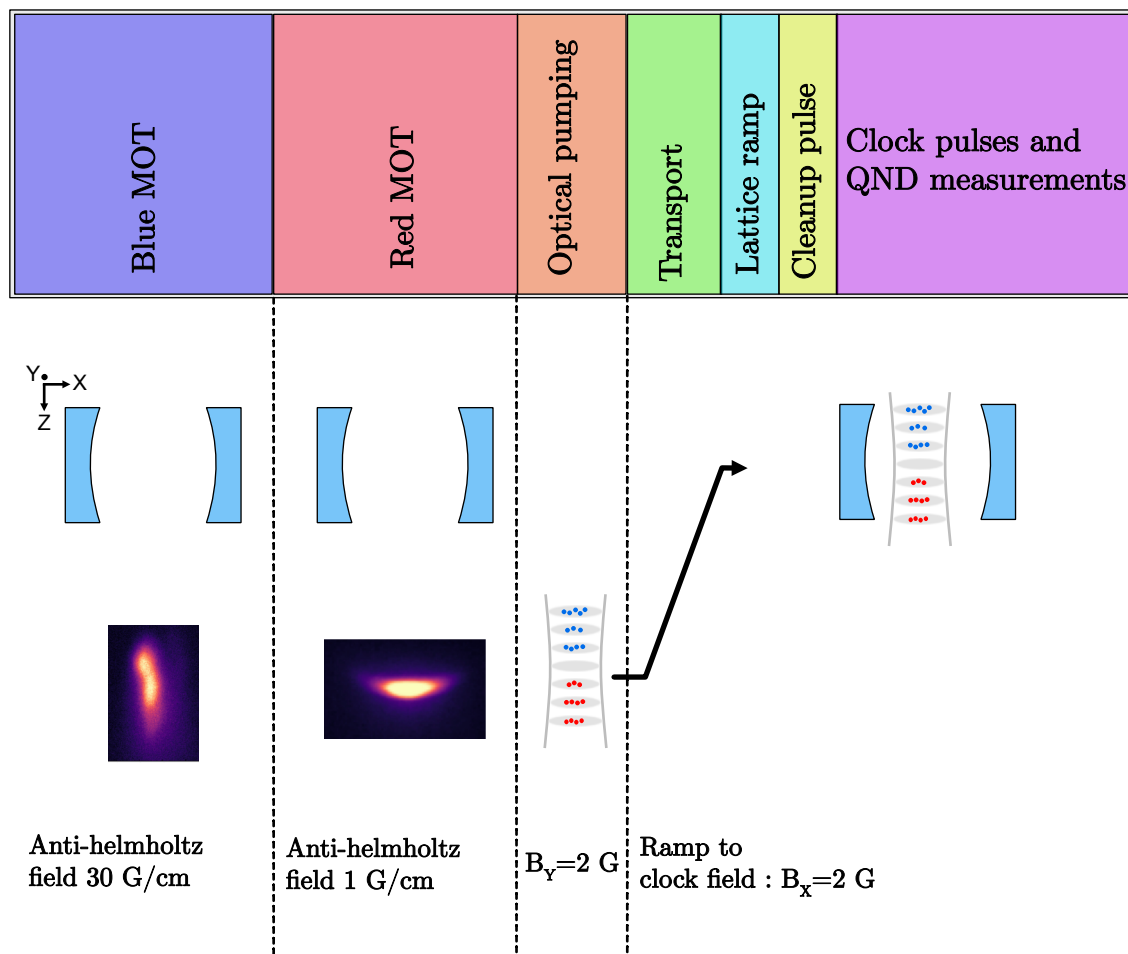 Blue MOT
Red MOT
Optical pumping
Transport
Lattice ramp
Cleanup pulse
Clock pulses and
QND measurements
Y
X
Z
Anti-helmholtz
field 30 G/cm
Anti-helmholtz
field 1 G/cm
B_Y=2 G
Ramp to
clock field : B_X=2 G